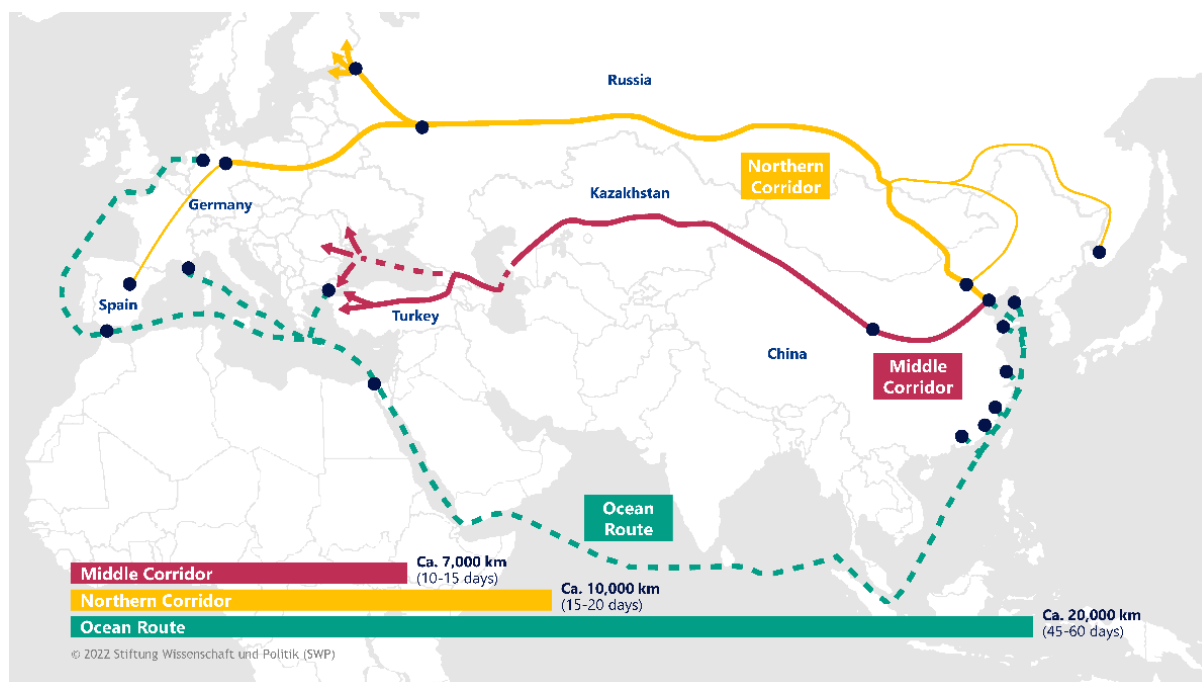 Russia
Northern
Corridor
Kazakhstan
Germany
Spain
Turkey
China
Middle
Corridor
Ocean
Route
Ca. 7,000 km
Middle Corridor
(10-15 days)
Ca. 10,000 km
Northern Corridor
(15-20 days)
Ca. 20,000 km
Ocean Route
(45-60 days)
© 2022 Stiftung Wissenschaft und Politik (SWP)